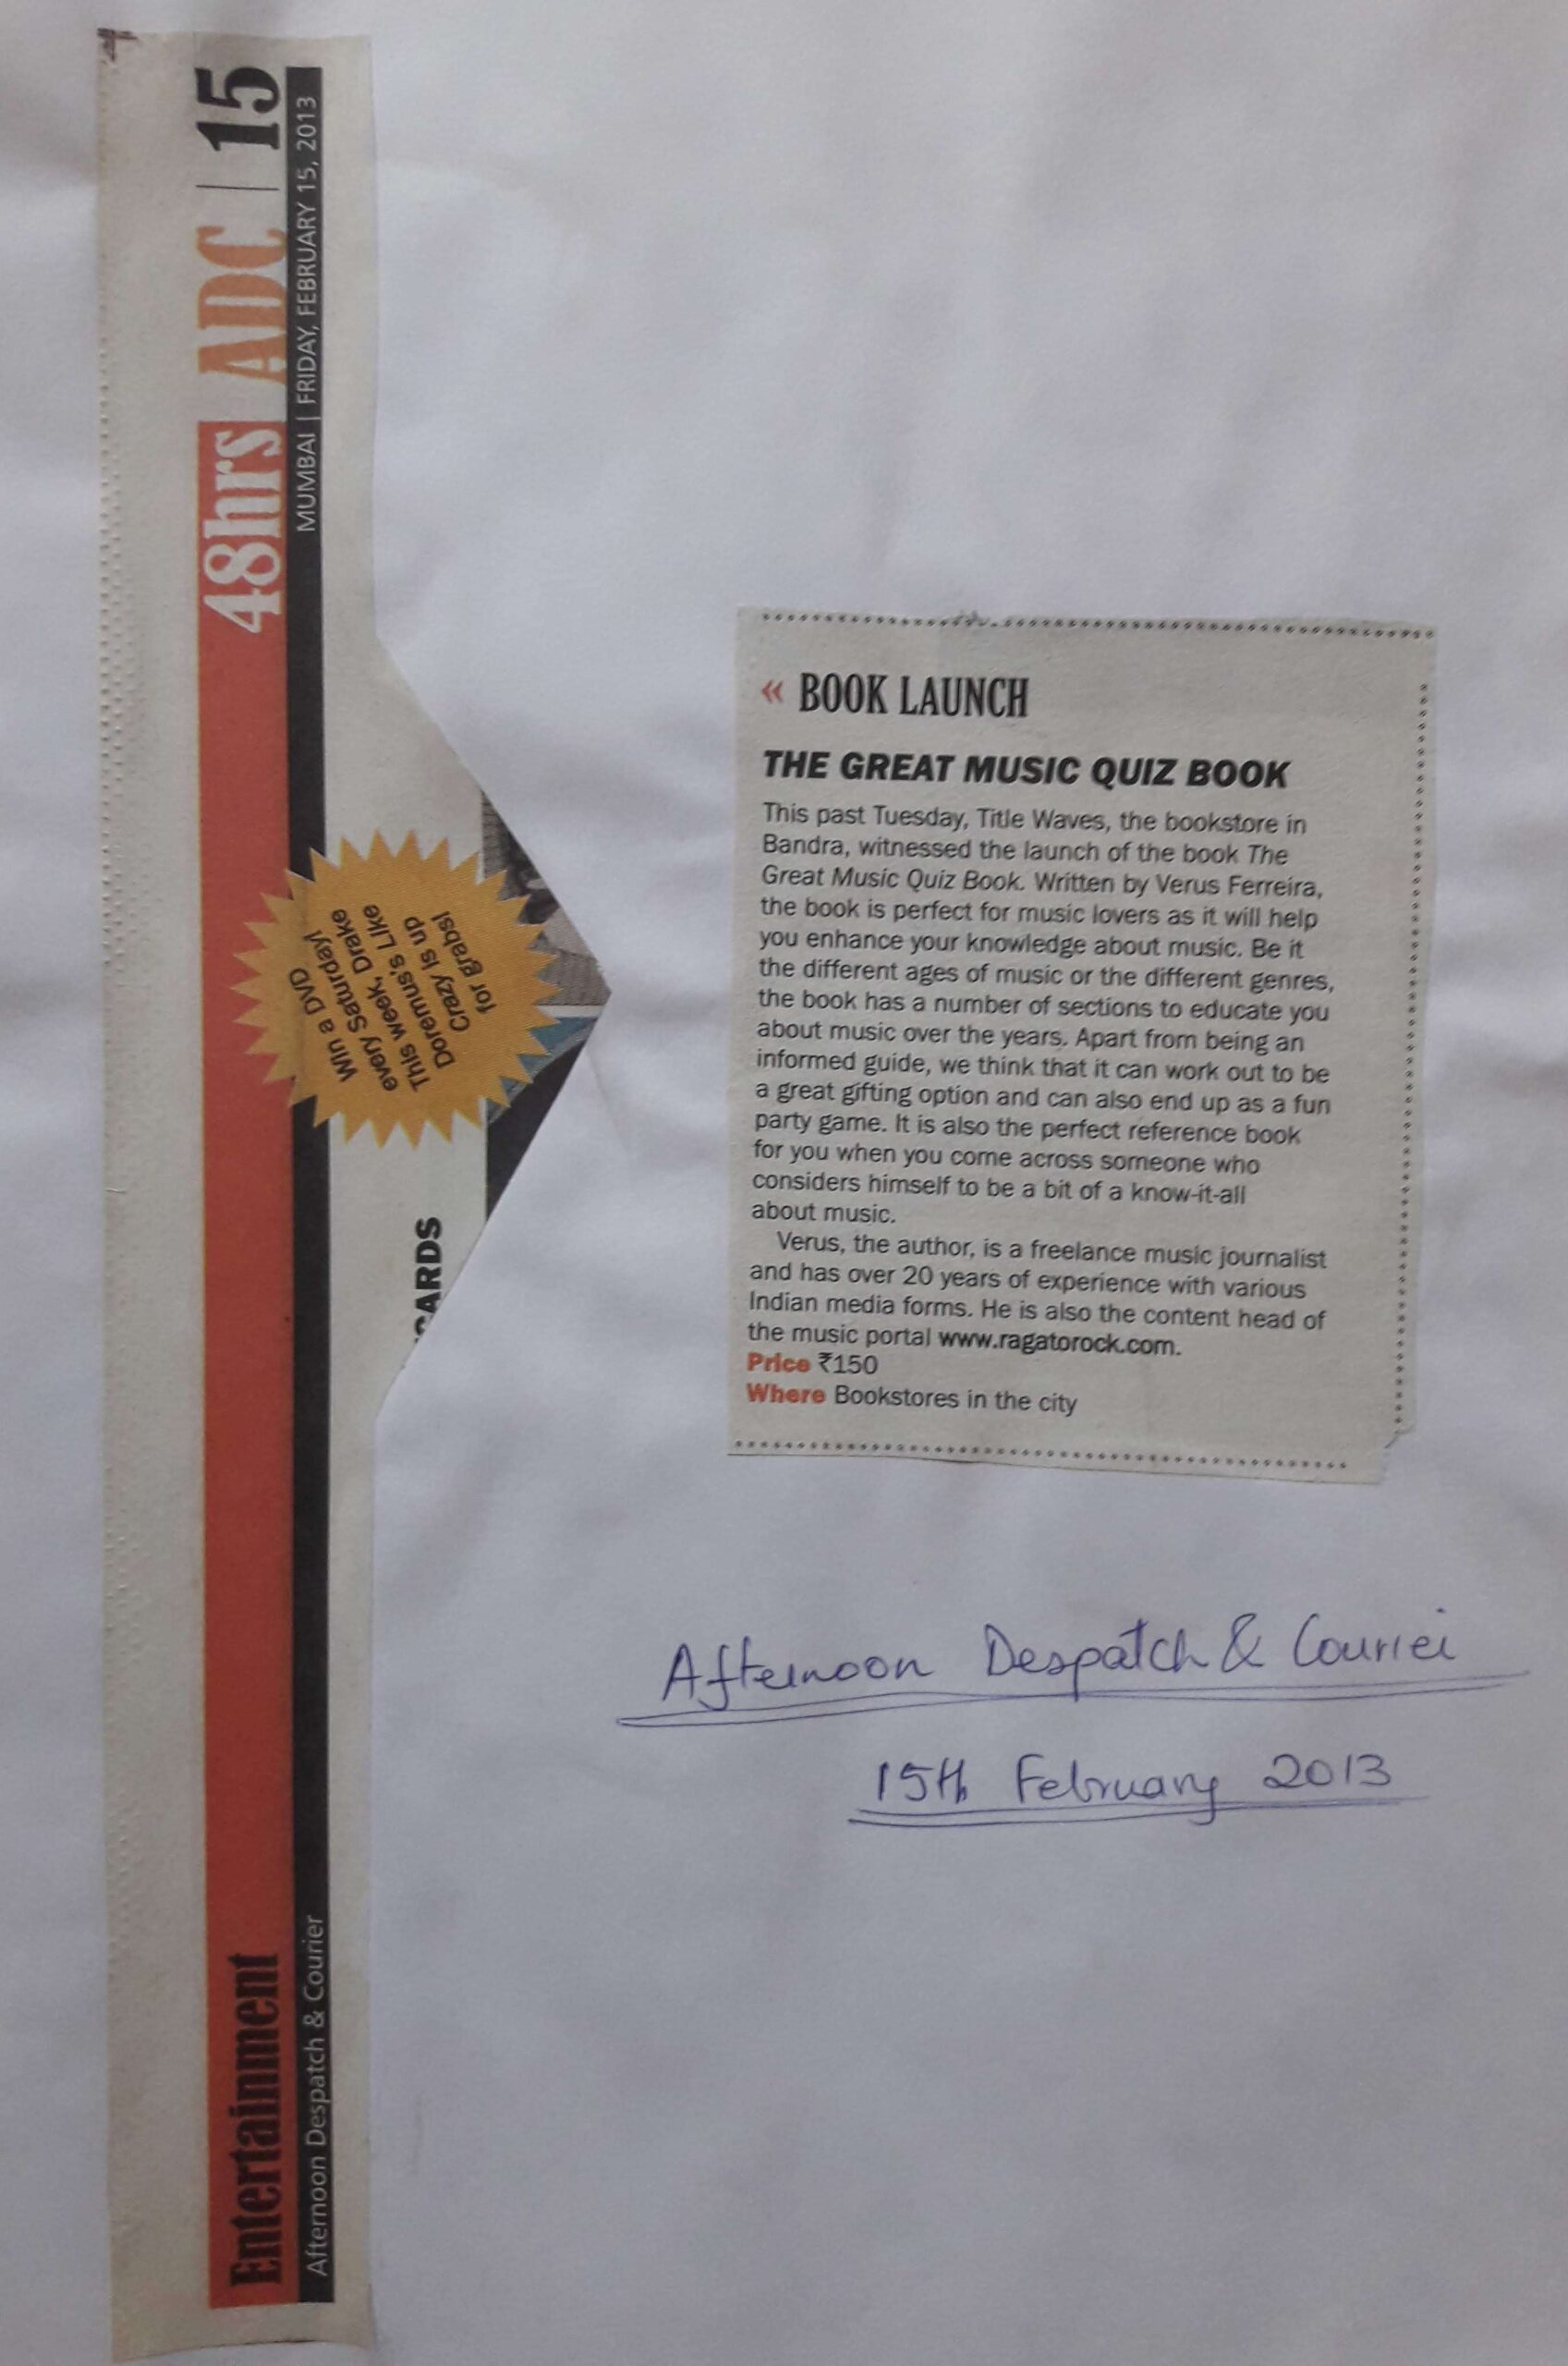 Entertainment
48hrs ADC | 15
Afternoon Despatch & Courier
MUMBAI | FRIDAY, FEBRUARY 15, 2013
Win a DVD
every Saturday!
This week, Drake
Doremus's Like
Crazy is up
for grabs!
CARDS
« BOOK LAUNCH
THE GREAT MUSIC QUIZ BOOK
This past Tuesday, Title Waves, the bookstore in
Bandra, witnessed the launch of the book The
Great Music Quiz Book. Written by Verus Ferreira,
the book is perfect for music lovers as it will help
you enhance your knowledge about music. Be it
the different ages of music or the different genres,
the book has a number of sections to educate you
about music over the years. Apart from being an
informed guide, we think that it can work out to be
a great gifting option and can also end up as a fun
party game. It is also the perfect reference book
for you when you come across someone who
considers himself to be a bit of a know-it-all
about music.
Verus, the author, is a freelance music journalist
and has over 20 years of experience with various
Indian media forms. He is also the content head of
the music portal www.ragatorock.com.
Price ₹150
Where Bookstores in the city
Afternoon Despatch & Courier
15th February 2013